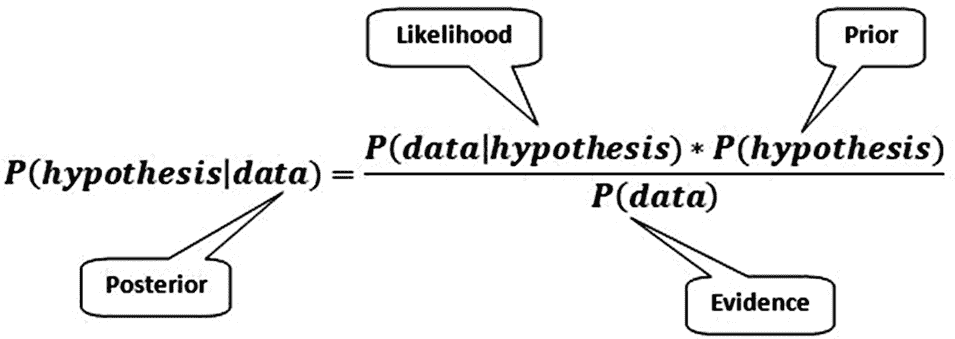 Likelihood
Prior
P(hypothesis|data) = P(data|hypothesis) * P(hypothesis)
P(data)
Posterior
Evidence